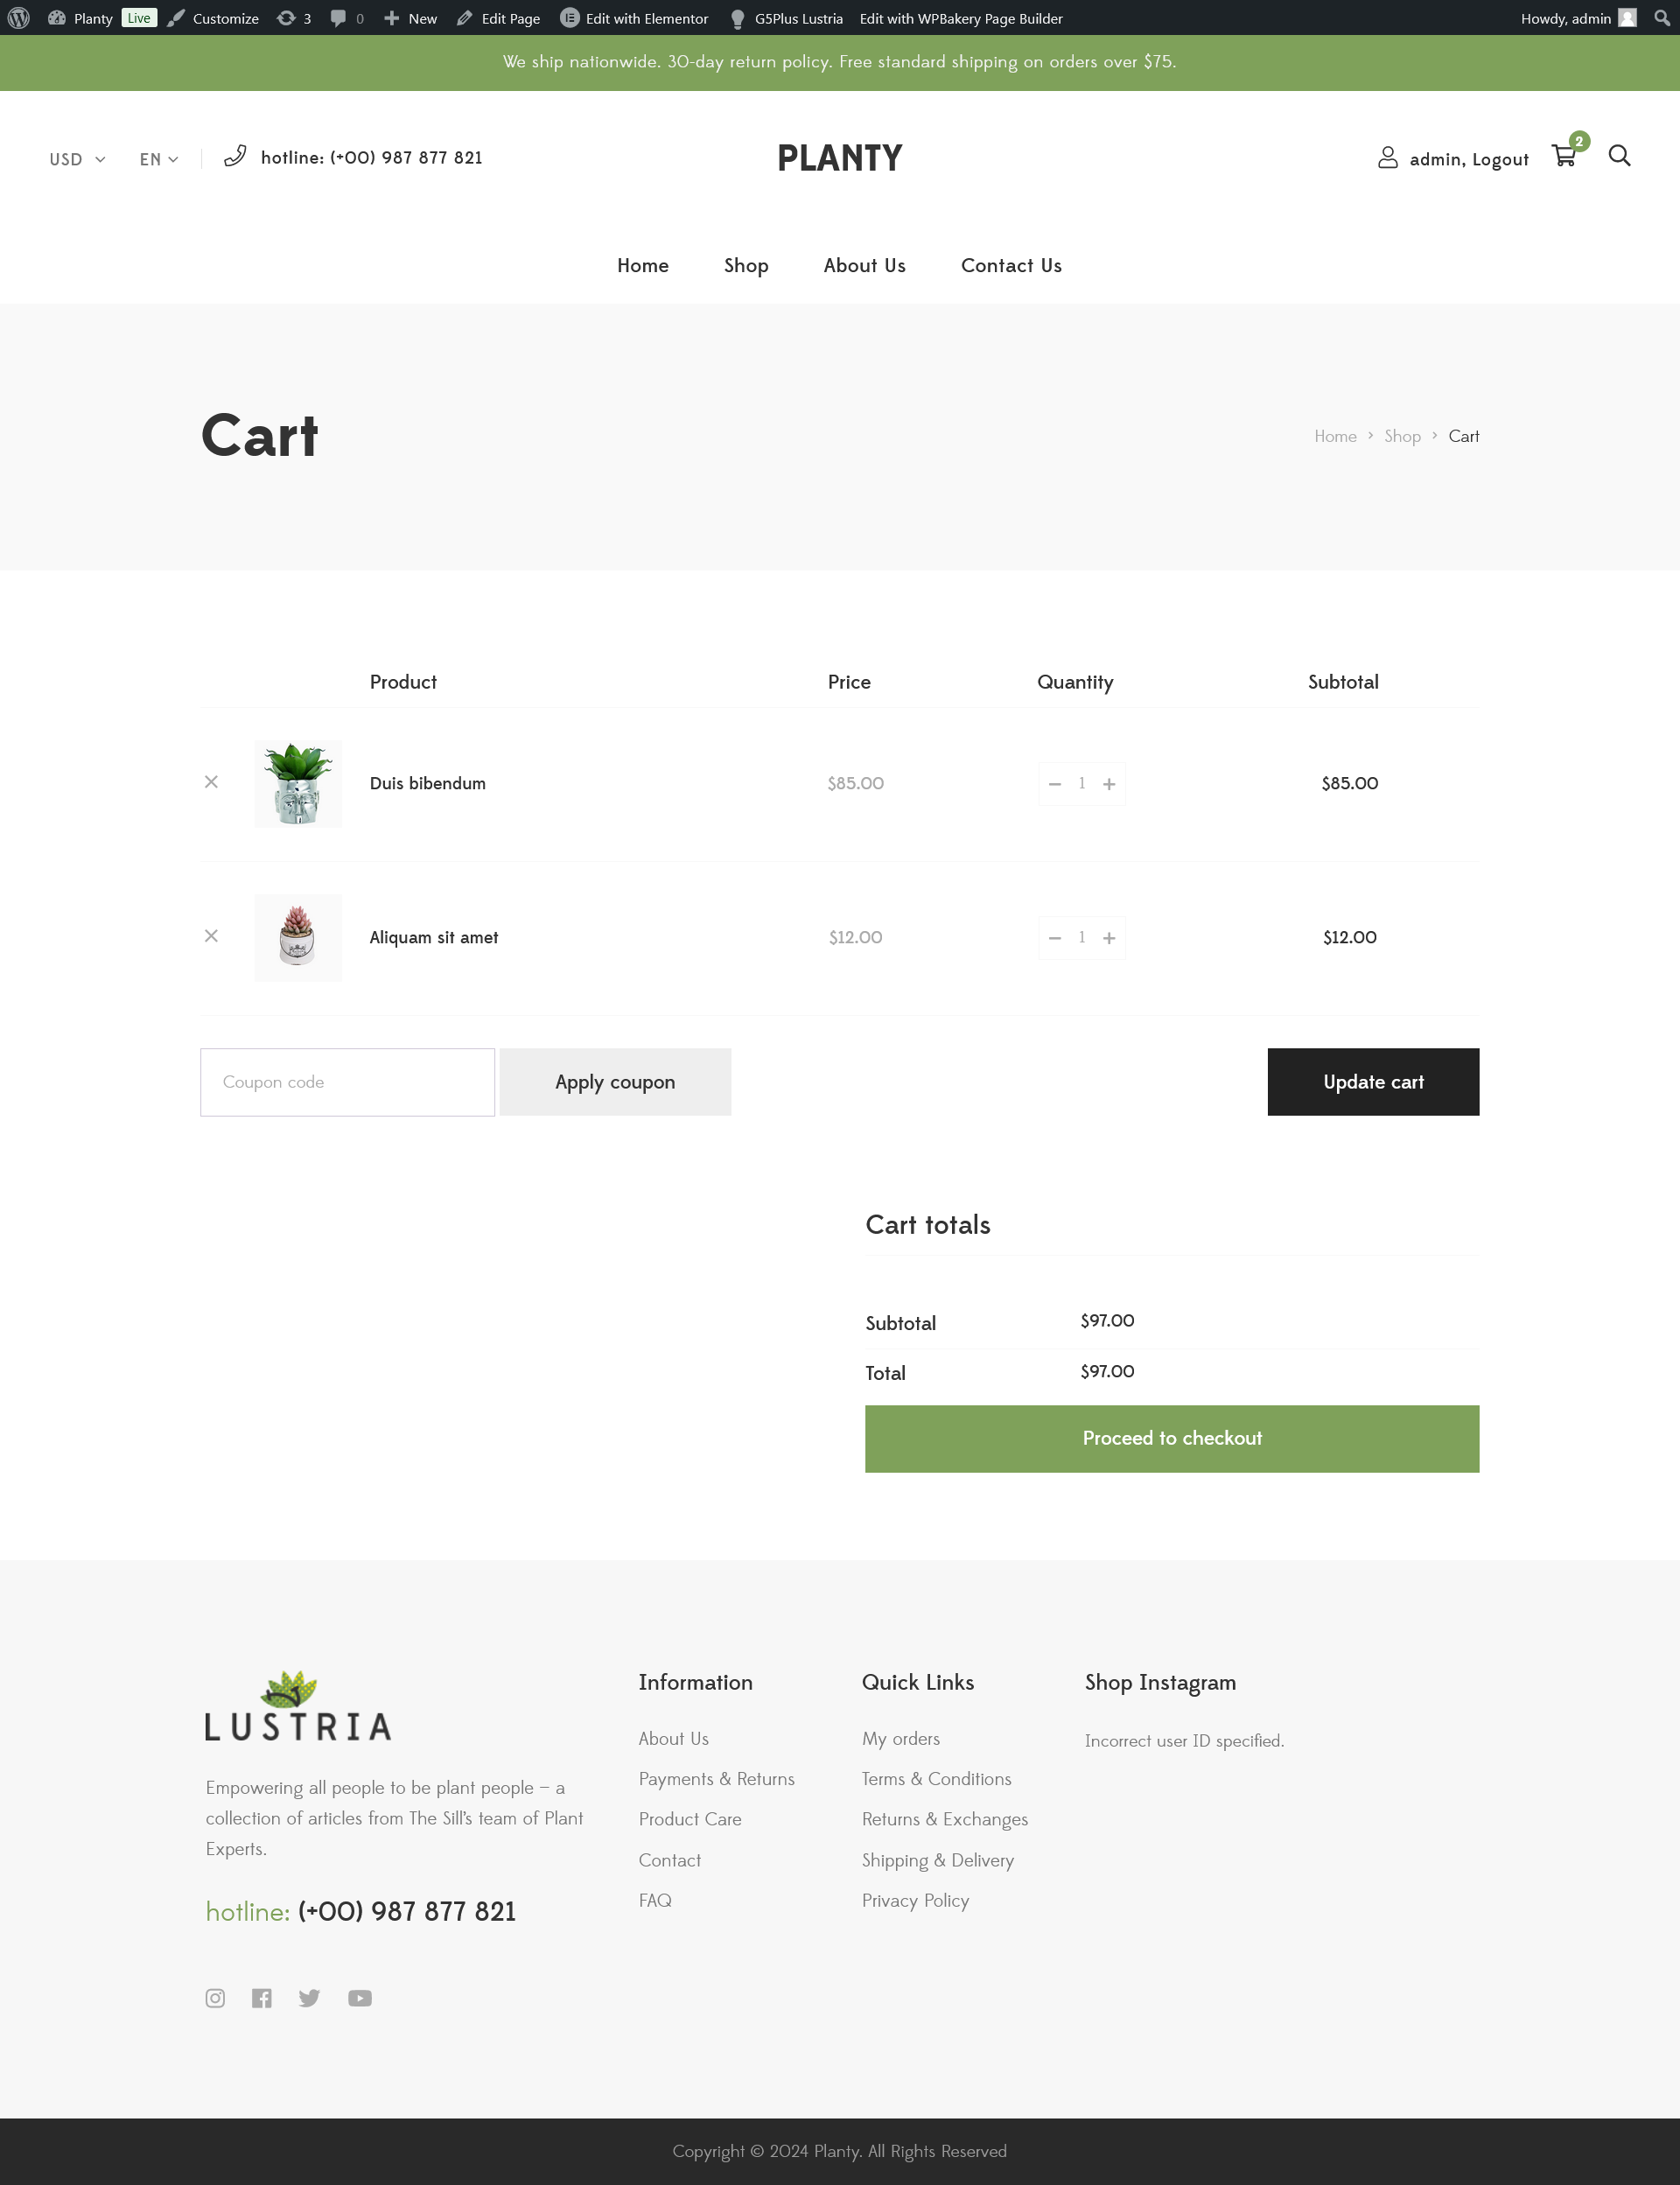 Planty Live Customize 3 0 New Edit Page Edit with Elementor G5Plus Lustria Edit with WPBakery Page Builder Howdy, admin
We ship nationwide. 30-day return policy. Free standard shipping on orders over $75.
USD EN hotline: (+00) 987 877 821 PLANTY admin, Logout 2
Home Shop About Us Contact Us
Cart
Home > Shop > Cart
Product Price Quantity Subtotal
× Duis bibendum $85.00 − 1 + $85.00
× Aliquam sit amet $12.00 − 1 + $12.00
Coupon code Apply coupon Update cart
Cart totals
Subtotal $97.00
Total $97.00
Proceed to checkout
LUSTRIA
Empowering all people to be plant people – a
collection of articles from The Sill's team of Plant
Experts.
hotline: (+00) 987 877 821
Information
About Us
Payments & Returns
Product Care
Contact
FAQ
Quick Links
My orders
Terms & Conditions
Returns & Exchanges
Shipping & Delivery
Privacy Policy
Shop Instagram
Incorrect user ID specified.
Copyright © 2024 Planty. All Rights Reserved